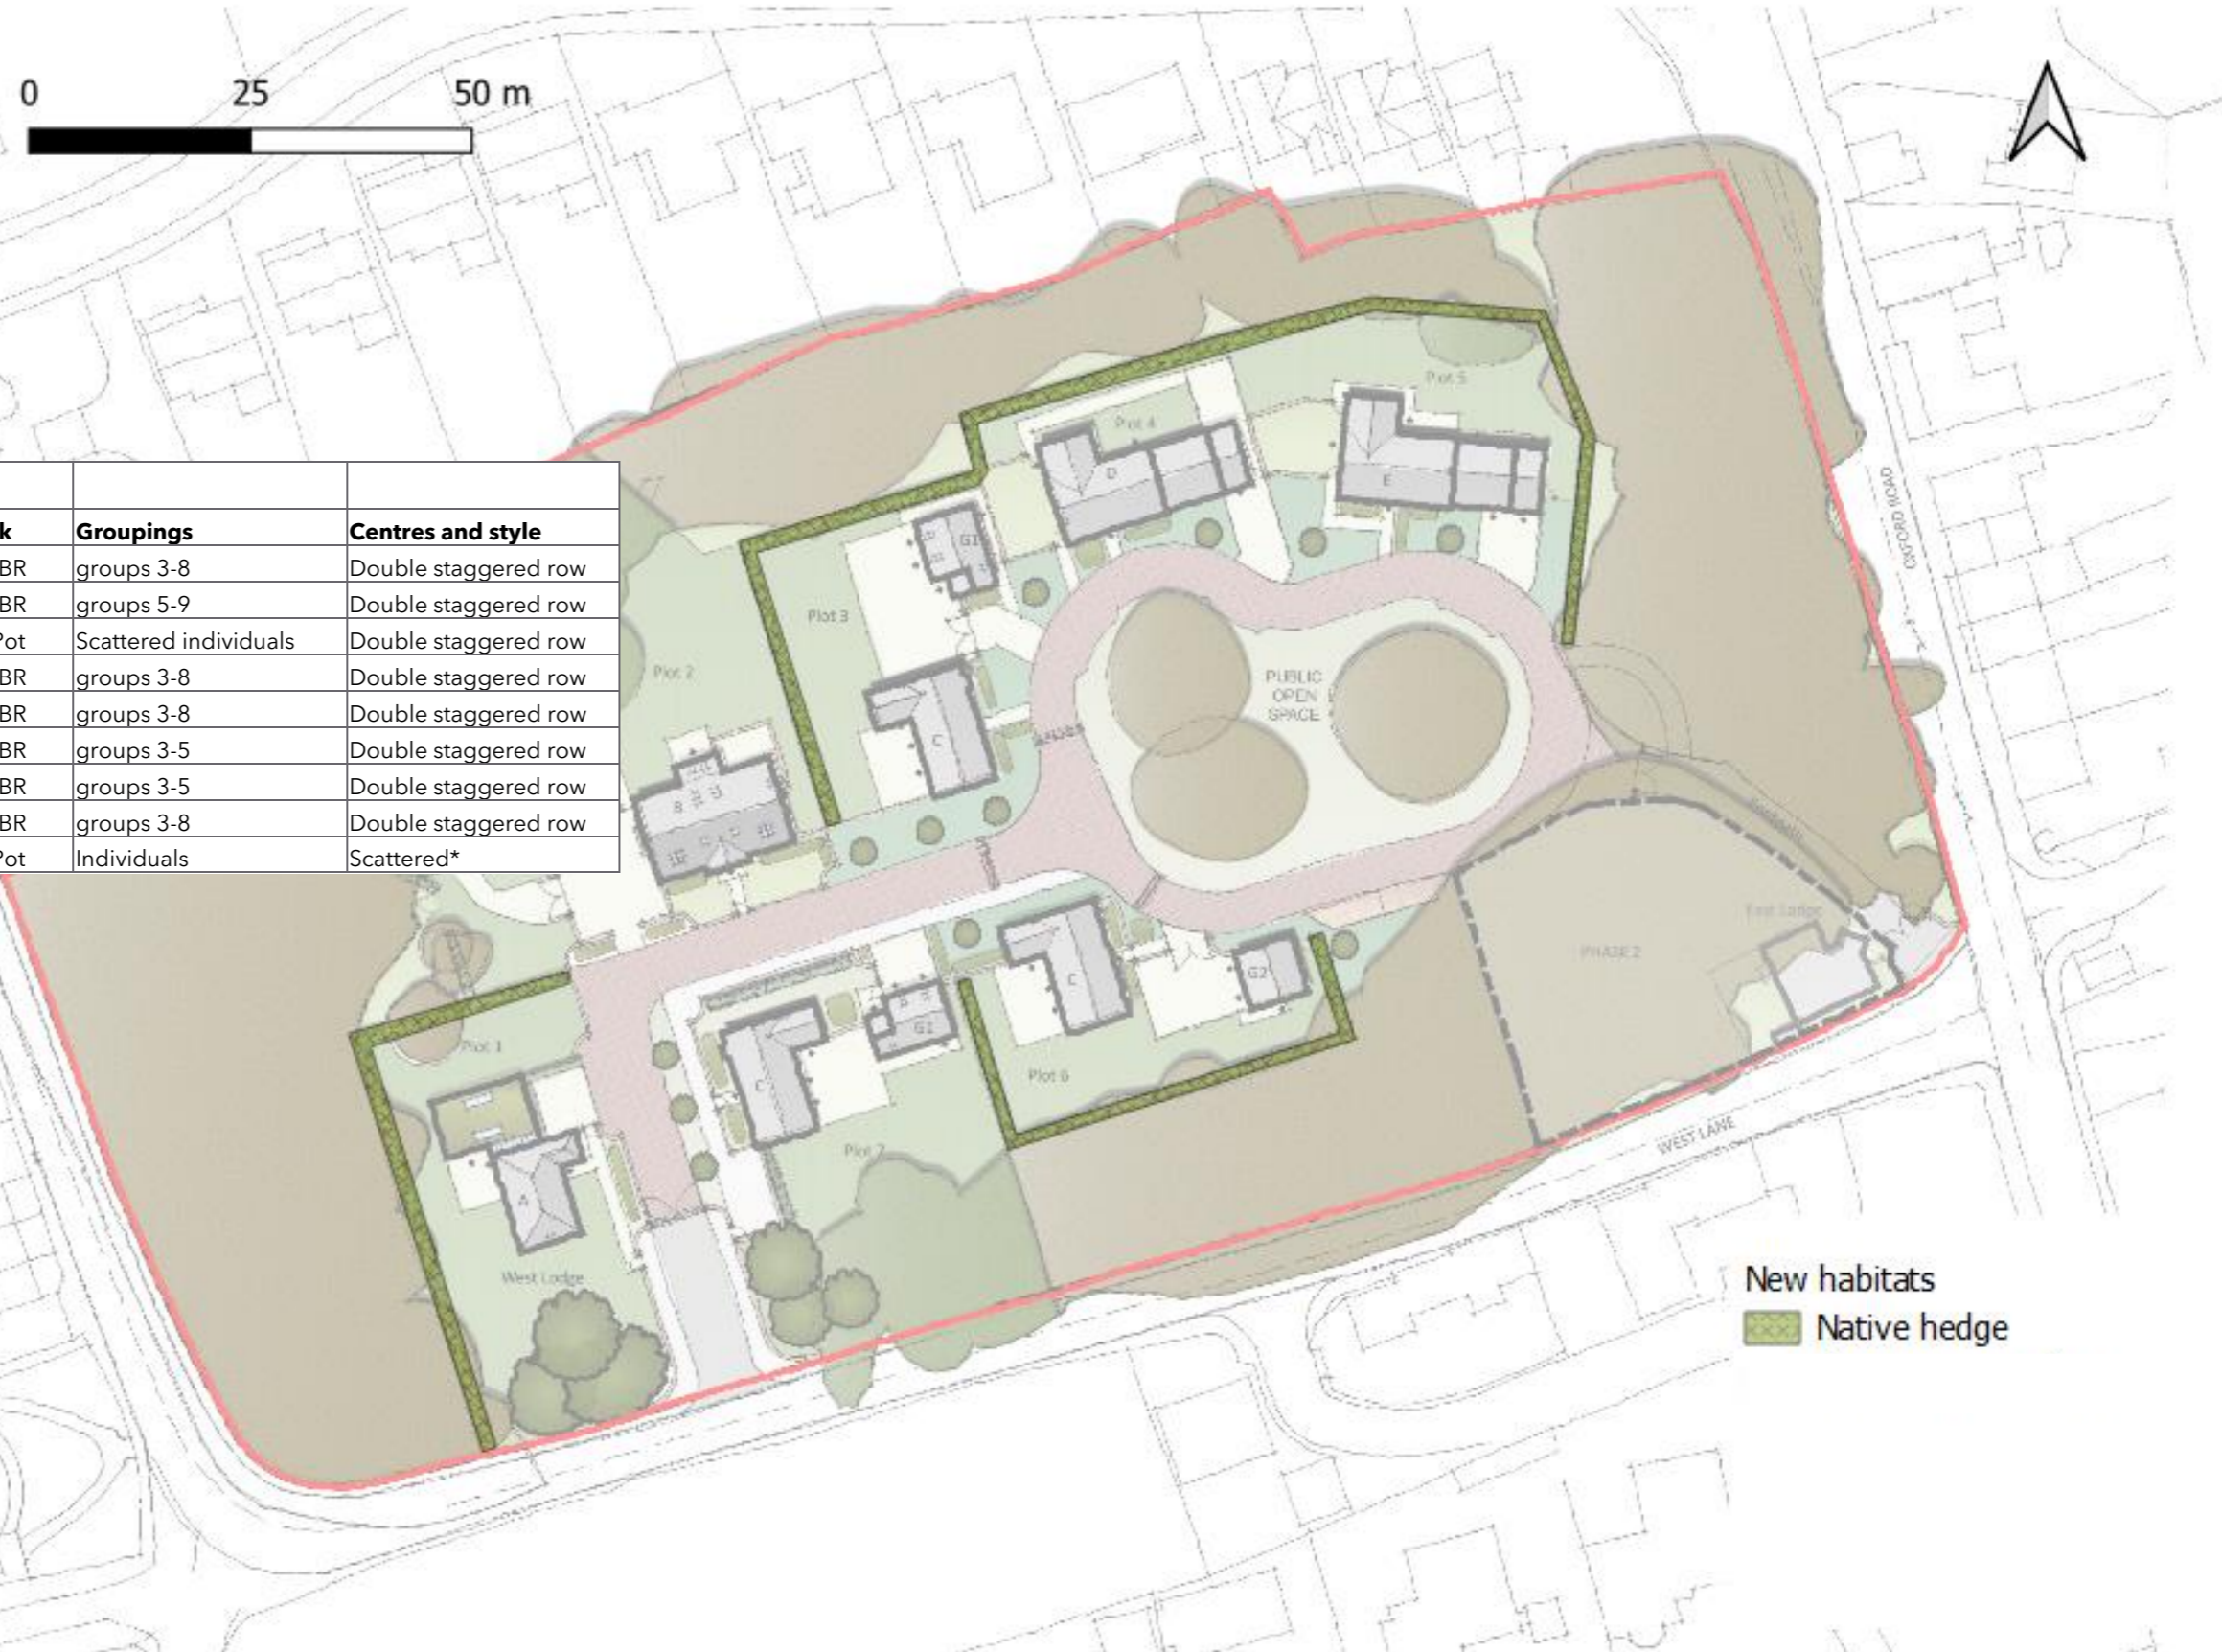 0 25 50 m
k Groupings Centres and style
BR groups 3-8 Double staggered row
BR groups 5-9 Double staggered row
Pot Scattered individuals Double staggered row
BR groups 3-8 Double staggered row
BR groups 3-8 Double staggered row
BR groups 3-5 Double staggered row
BR groups 3-5 Double staggered row
BR groups 3-8 Double staggered row
Pot Individuals Scattered*
Plot 5
Plot 4
D
E
G1
OXFORD ROAD
Plot 3
Plot 2
PUBLIC
OPEN
SPACE
C
B
East Lodge
PHASE 2
C
G2
G1
Plot 1
C
Plot 6
WEST LANE
Plot 7
A
West Lodge
New habitats
Native hedge